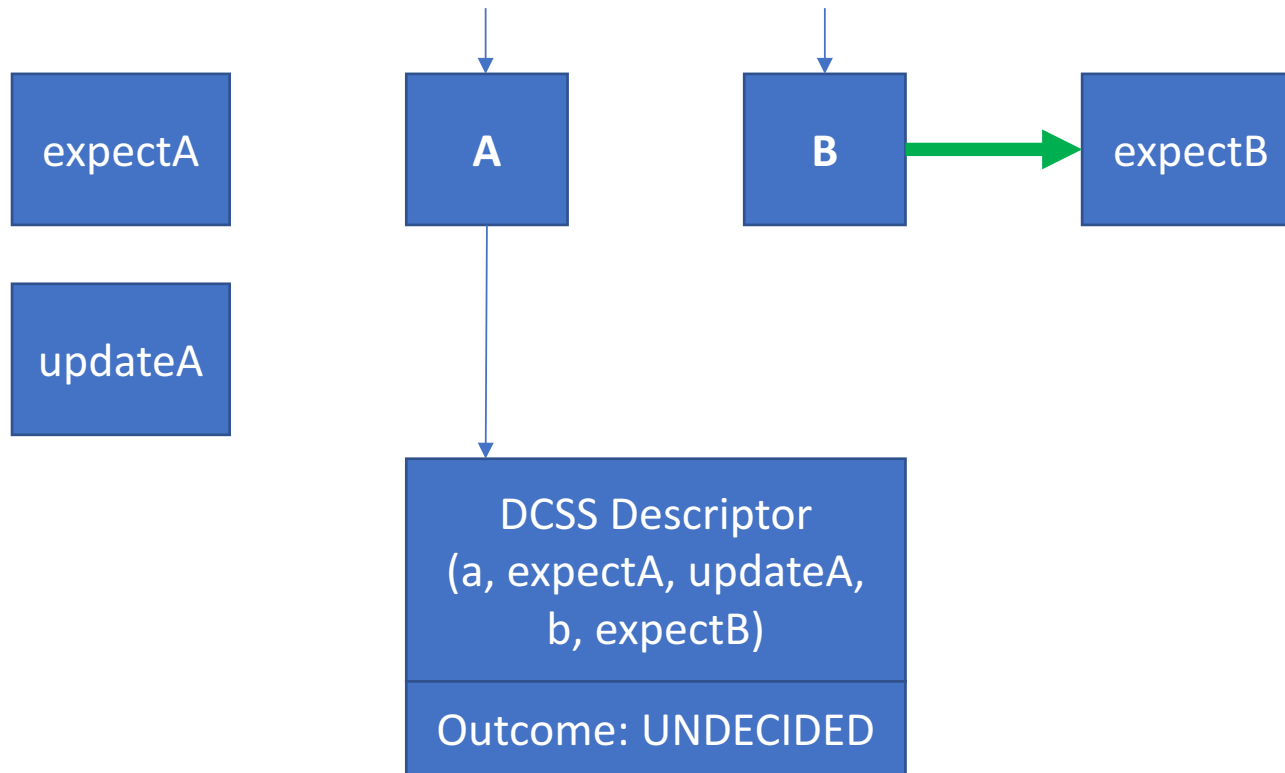 expectA
A
B
expectB
updateA
DCSS Descriptor
(a, expectA, updateA,
b, expectB)
Outcome: UNDECIDED